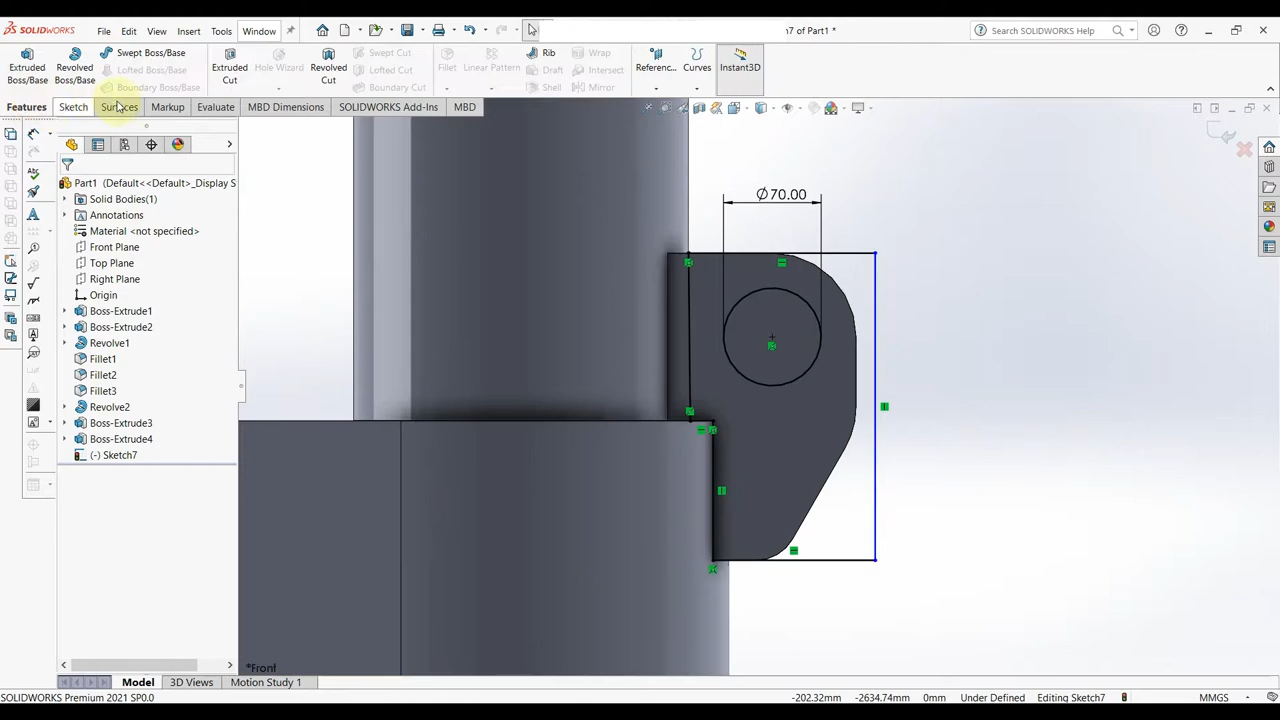 SOLIDWORKS
File
Edit
View
Insert
Tools
Window
n7 of Part1 *
Search SOLIDWORKS Help
Extruded
Boss/Base
Revolved
Boss/Base
Swept Boss/Base
Lofted Boss/Base
Boundary Boss/Base
Extruded
Cut
Hole Wizard
Revolved
Cut
Swept Cut
Lofted Cut
Boundary Cut
Fillet
Linear Pattern
Rib
Draft
Shell
Wrap
Intersect
Mirror
Referenc...
Curves
Instant3D
Features
Sketch
Surfaces
Markup
Evaluate
MBD Dimensions
SOLIDWORKS Add-Ins
MBD
Part1 (Default<<Default>_Display S
Solid Bodies(1)
Annotations
Material <not specified>
Front Plane
Top Plane
Right Plane
Origin
Boss-Extrude1
Boss-Extrude2
Revolve1
Fillet1
Fillet2
Fillet3
Revolve2
Boss-Extrude3
Boss-Extrude4
(-) Sketch7
Ø70.00
*Front
Model
3D Views
Motion Study 1
SOLIDWORKS Premium 2021 SP0.0
-202.32mm
-2634.74mm
0mm
Under Defined
Editing Sketch7
MMGS